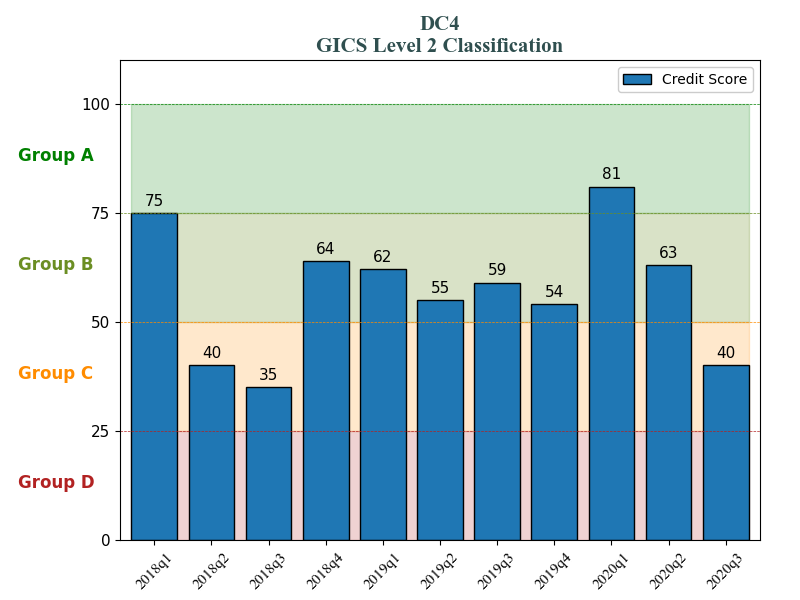 DC4
GICS Level 2 Classification
Credit Score
100
Group A
81
75
75
64
63
62
Group B
59
55
54
50
40
40
35
Group C
25
Group D
0
2018q1 2018q2 2018q3 2018q4 2019q1 2019q2 2019q3 2019q4 2020q1 2020q2 2020q3